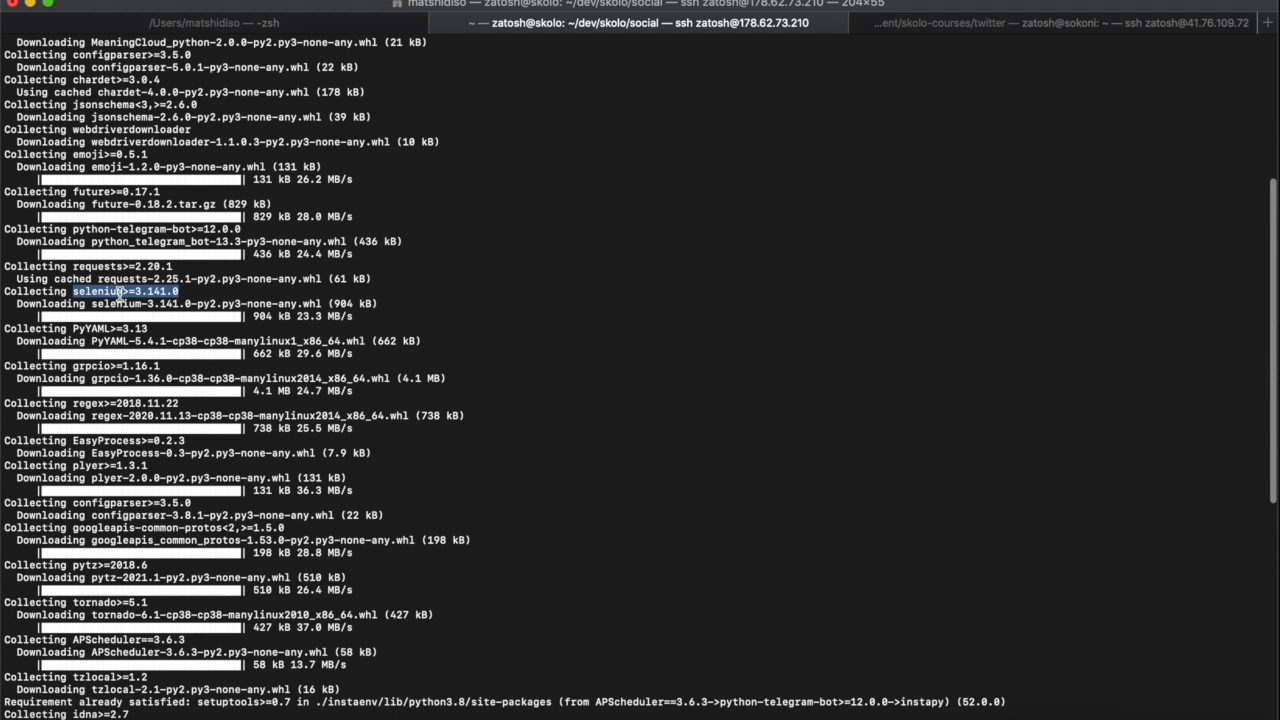 matshidiso — zatosh@skolo: ~/dev/skolo/social — ssh zatosh@178.62.73.210 — 204×55
/Users/matshidiso — -zsh
~ — zatosh@skolo: ~/dev/skolo/social — ssh zatosh@178.62.73.210
...ent/skolo-courses/twitter — zatosh@sokoni: ~ — ssh zatosh@41.76.109.72
Downloading MeaningCloud_python-2.0.0-py2.py3-none-any.whl (21 kB)
Collecting configparser>=3.5.0
Downloading configparser-5.0.1-py3-none-any.whl (22 kB)
Collecting chardet>=3.0.4
Using cached chardet-4.0.0-py2.py3-none-any.whl (178 kB)
Collecting jsonschema<3,>=2.6.0
Downloading jsonschema-2.6.0-py2.py3-none-any.whl (39 kB)
Collecting webdriverdownloader
Downloading webdriverdownloader-1.1.0.3-py2.py3-none-any.whl (10 kB)
Collecting emoji>=0.5.1
Downloading emoji-1.2.0-py3-none-any.whl (131 kB)
| | 131 kB 26.2 MB/s
Collecting future>=0.17.1
Downloading future-0.18.2.tar.gz (829 kB)
| | 829 kB 28.0 MB/s
Collecting python-telegram-bot>=12.0.0
Downloading python_telegram_bot-13.3-py3-none-any.whl (436 kB)
| | 436 kB 24.4 MB/s
Collecting requests>=2.20.1
Using cached requests-2.25.1-py2.py3-none-any.whl (61 kB)
Collecting selenium>=3.141.0
Downloading selenium-3.141.0-py2.py3-none-any.whl (904 kB)
| | 904 kB 23.3 MB/s
Collecting PyYAML>=3.13
Downloading PyYAML-5.4.1-cp38-cp38-manylinux1_x86_64.whl (662 kB)
| | 662 kB 29.6 MB/s
Collecting grpcio>=1.16.1
Downloading grpcio-1.36.0-cp38-cp38-manylinux2014_x86_64.whl (4.1 MB)
| | 4.1 MB 24.7 MB/s
Collecting regex>=2018.11.22
Downloading regex-2020.11.13-cp38-cp38-manylinux2014_x86_64.whl (738 kB)
| | 738 kB 25.5 MB/s
Collecting EasyProcess>=0.2.3
Downloading EasyProcess-0.3-py2.py3-none-any.whl (7.9 kB)
Collecting plyer>=1.3.1
Downloading plyer-2.0.0-py2.py3-none-any.whl (131 kB)
| | 131 kB 36.3 MB/s
Collecting configparser>=3.5.0
Downloading configparser-3.8.1-py2.py3-none-any.whl (22 kB)
Collecting googleapis-common-protos<2,>=1.5.0
Downloading googleapis_common_protos-1.53.0-py2.py3-none-any.whl (198 kB)
| | 198 kB 28.8 MB/s
Collecting pytz>=2018.6
Downloading pytz-2021.1-py2.py3-none-any.whl (510 kB)
| | 510 kB 26.4 MB/s
Collecting tornado>=5.1
Downloading tornado-6.1-cp38-cp38-manylinux2010_x86_64.whl (427 kB)
| | 427 kB 37.0 MB/s
Collecting APScheduler==3.6.3
Downloading APScheduler-3.6.3-py2.py3-none-any.whl (58 kB)
| | 58 kB 13.7 MB/s
Collecting tzlocal>=1.2
Downloading tzlocal-2.1-py2.py3-none-any.whl (16 kB)
Requirement already satisfied: setuptools>=0.7 in ./instaenv/lib/python3.8/site-packages (from APScheduler==3.6.3->python-telegram-bot>=12.0.0->instapy) (52.0.0)
Collecting idna>=2.7